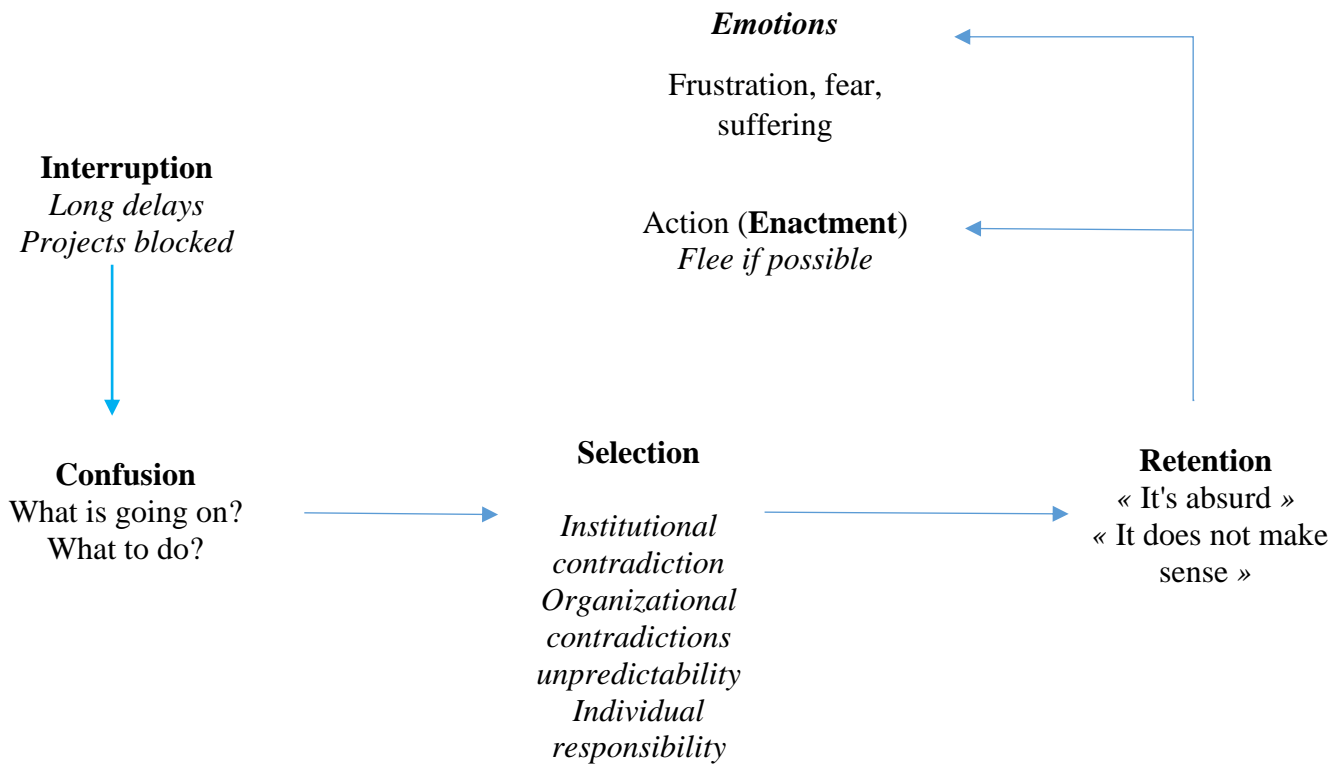 Emotions
Frustration, fear,
suffering
Interruption
Long delays
Projects blocked
Action (Enactment)
Flee if possible
Confusion
What is going on?
What to do?
Selection
Institutional
contradiction
Organizational
contradictions
unpredictability
Individual
responsibility
Retention
« It's absurd »
« It does not make
sense »